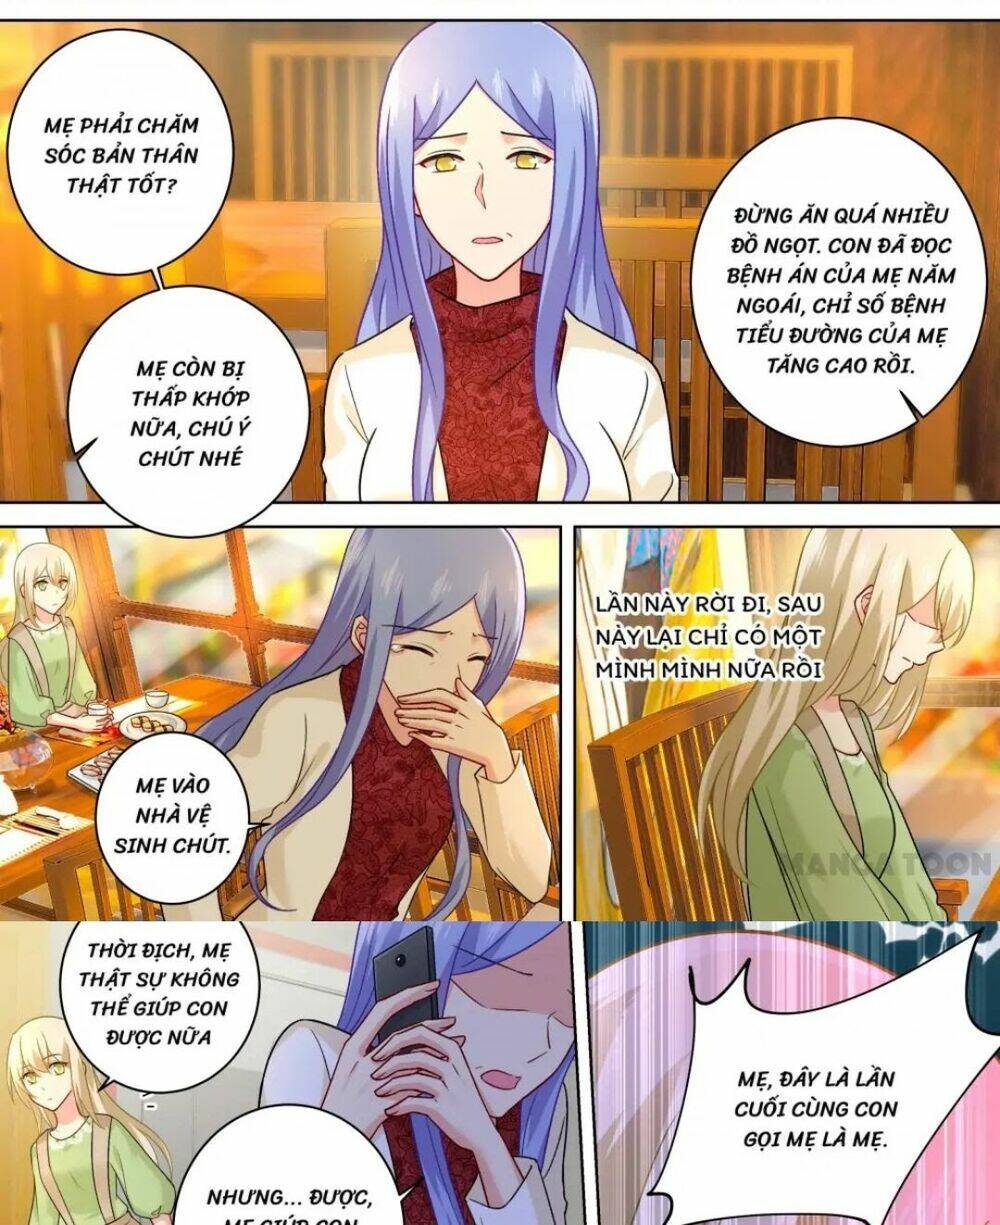 MẸ PHẢI CHĂM
SÓC BẢN THÂN
THẬT TỐT?
ĐỪNG ĂN QUÁ NHIỀU
ĐỒ NGỌT. CON ĐÃ ĐỌC
BỆNH ÁN CỦA MẸ NĂM
NGOÁI, CHỈ SỐ BỆNH
TIỂU ĐƯỜNG CỦA MẸ
TĂNG CAO RỒI.
MẸ CÒN BỊ
THẤP KHỚP
NỮA, CHÚ Ý
CHÚT NHÉ
LẦN NÀY RỜI ĐI, SAU
NÀY LẠI CHỈ CÓ MỘT
MÌNH MÌNH NỮA RỒI
MẸ VÀO
NHÀ VỆ
SINH CHÚT.
MANGA TOON
THỜI ĐỊCH, MẸ
THẬT SỰ KHÔNG
THỂ GIÚP CON
ĐƯỢC NỮA
MẸ, ĐÂY LÀ LẦN
CUỐI CÙNG CON
GỌI MẸ LÀ MẸ.
NHƯNG... ĐƯỢC,
MẸ GIÚP CON